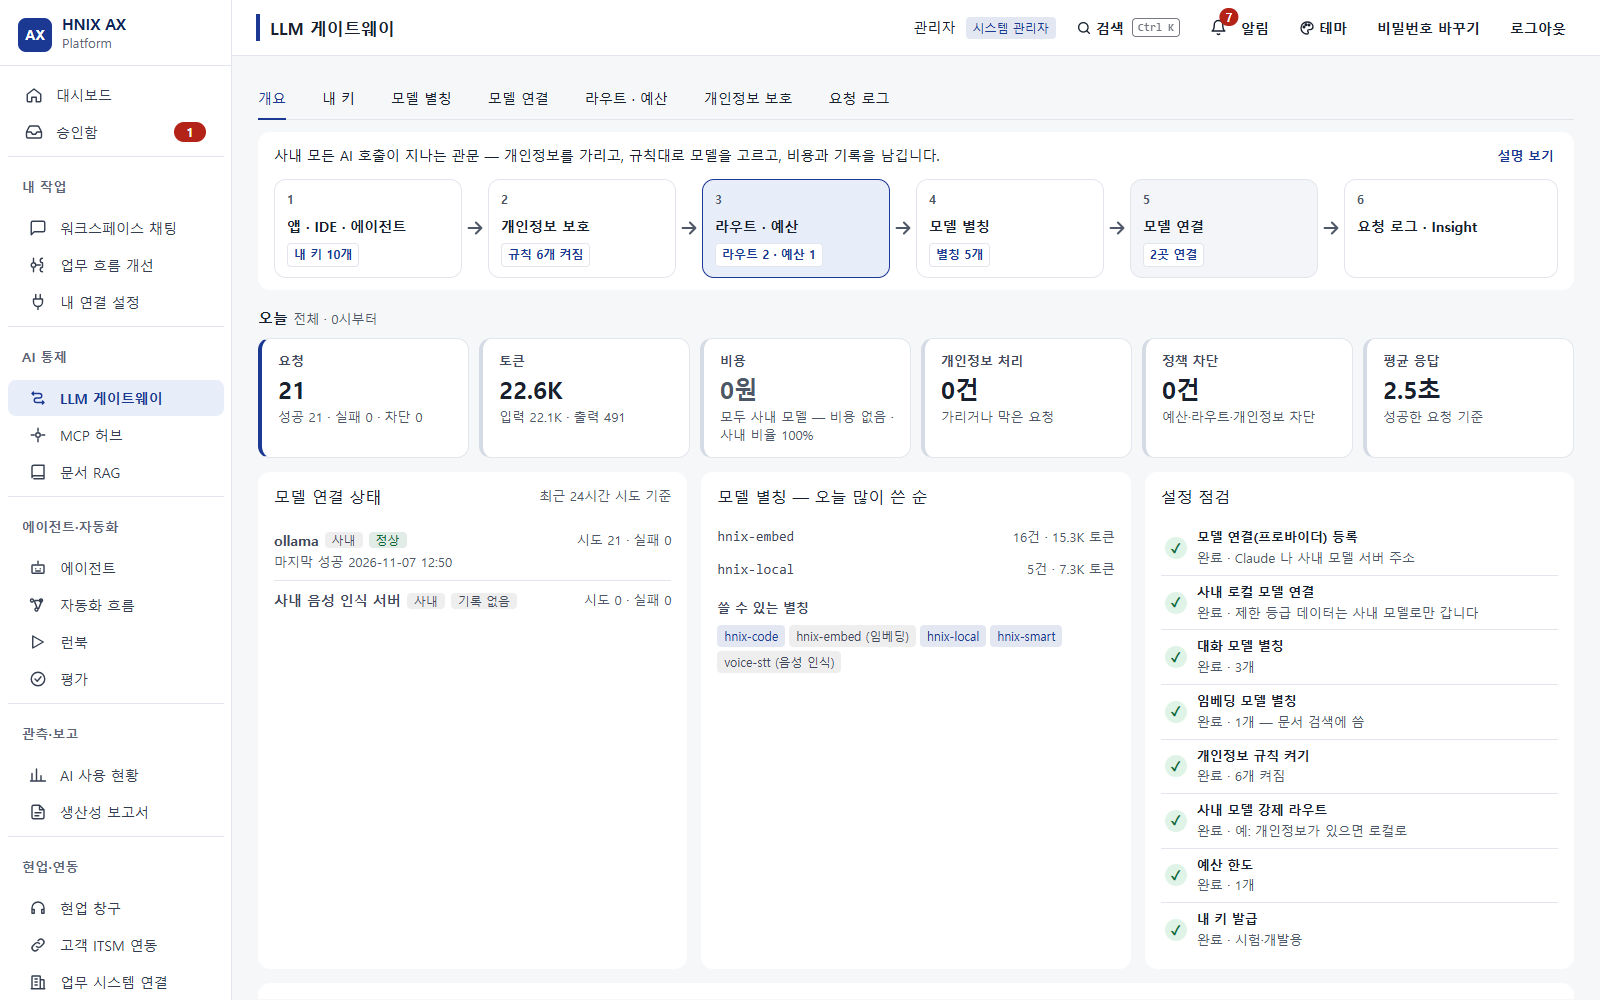 AX
HNIX AX
Platform
대시보드
승인함
1
내 작업
워크스페이스 채팅
업무 흐름 개선
내 연결 설정
AI 통제
LLM 게이트웨이
MCP 허브
문서 RAG
에이전트·자동화
에이전트
자동화 흐름
런북
평가
관측·보고
AI 사용 현황
생산성 보고서
현업·연동
현업 창구
고객 ITSM 연동
업무 시스템 연결
LLM 게이트웨이
관리자
시스템 관리자
검색
Ctrl K
7
알림
테마
비밀번호 바꾸기
로그아웃
개요
내 키
모델 별칭
모델 연결
라우트 · 예산
개인정보 보호
요청 로그
사내 모든 AI 호출이 지나는 관문 — 개인정보를 가리고, 규칙대로 모델을 고르고, 비용과 기록을 남깁니다.
설명 보기
1
앱 · IDE · 에이전트
내 키 10개
2
개인정보 보호
규칙 6개 켜짐
3
라우트 · 예산
라우트 2 · 예산 1
4
모델 별칭
별칭 5개
5
모델 연결
2곳 연결
6
요청 로그 · Insight
오늘 전체 · 0시부터
요청
21
성공 21 · 실패 0 · 차단 0
토큰
22.6K
입력 22.1K · 출력 491
비용
0원
모두 사내 모델 — 비용 없음 ·
사내 비율 100%
개인정보 처리
0건
가리거나 막은 요청
정책 차단
0건
예산·라우트·개인정보 차단
평균 응답
2.5초
성공한 요청 기준
모델 연결 상태
최근 24시간 시도 기준
ollama 사내 정상
시도 21 · 실패 0
마지막 성공 2026-11-07 12:50
사내 음성 인식 서버 사내 기록 없음
시도 0 · 실패 0
모델 별칭 — 오늘 많이 쓴 순
hnix-embed
16건 · 15.3K 토큰
hnix-local
5건 · 7.3K 토큰
쓸 수 있는 별칭
hnix-code
hnix-embed (임베딩)
hnix-local
hnix-smart
voice-stt (음성 인식)
설정 점검
모델 연결(프로바이더) 등록
완료 · Claude 나 사내 모델 서버 주소
사내 로컬 모델 연결
완료 · 제한 등급 데이터는 사내 모델로만 갑니다
대화 모델 별칭
완료 · 3개
임베딩 모델 별칭
완료 · 1개 — 문서 검색에 씀
개인정보 규칙 켜기
완료 · 6개 켜짐
사내 모델 강제 라우트
완료 · 예: 개인정보가 있으면 로컬로
예산 한도
완료 · 1개
내 키 발급
완료 · 시험·개발용